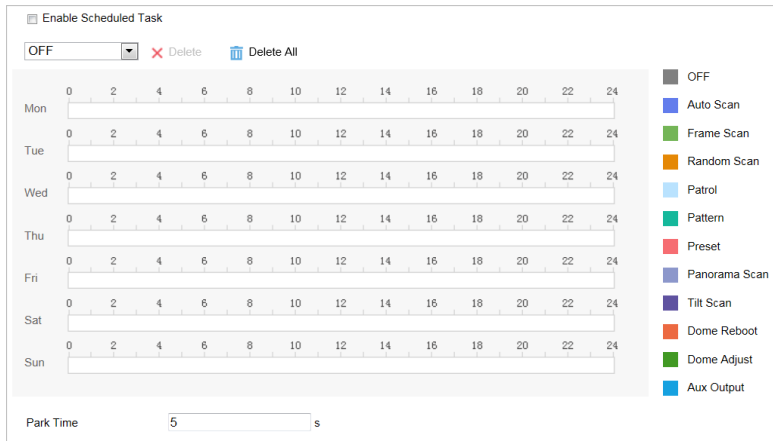 Enable Scheduled Task
OFF Delete Delete All
0 2 4 6 8 10 12 14 16 18 20 22 24
Mon
0 2 4 6 8 10 12 14 16 18 20 22 24
Tue
0 2 4 6 8 10 12 14 16 18 20 22 24
Wed
0 2 4 6 8 10 12 14 16 18 20 22 24
Thu
0 2 4 6 8 10 12 14 16 18 20 22 24
Fri
0 2 4 6 8 10 12 14 16 18 20 22 24
Sat
0 2 4 6 8 10 12 14 16 18 20 22 24
Sun
OFF
Auto Scan
Frame Scan
Random Scan
Patrol
Pattern
Preset
Panorama Scan
Tilt Scan
Dome Reboot
Dome Adjust
Aux Output
Park Time 5 s